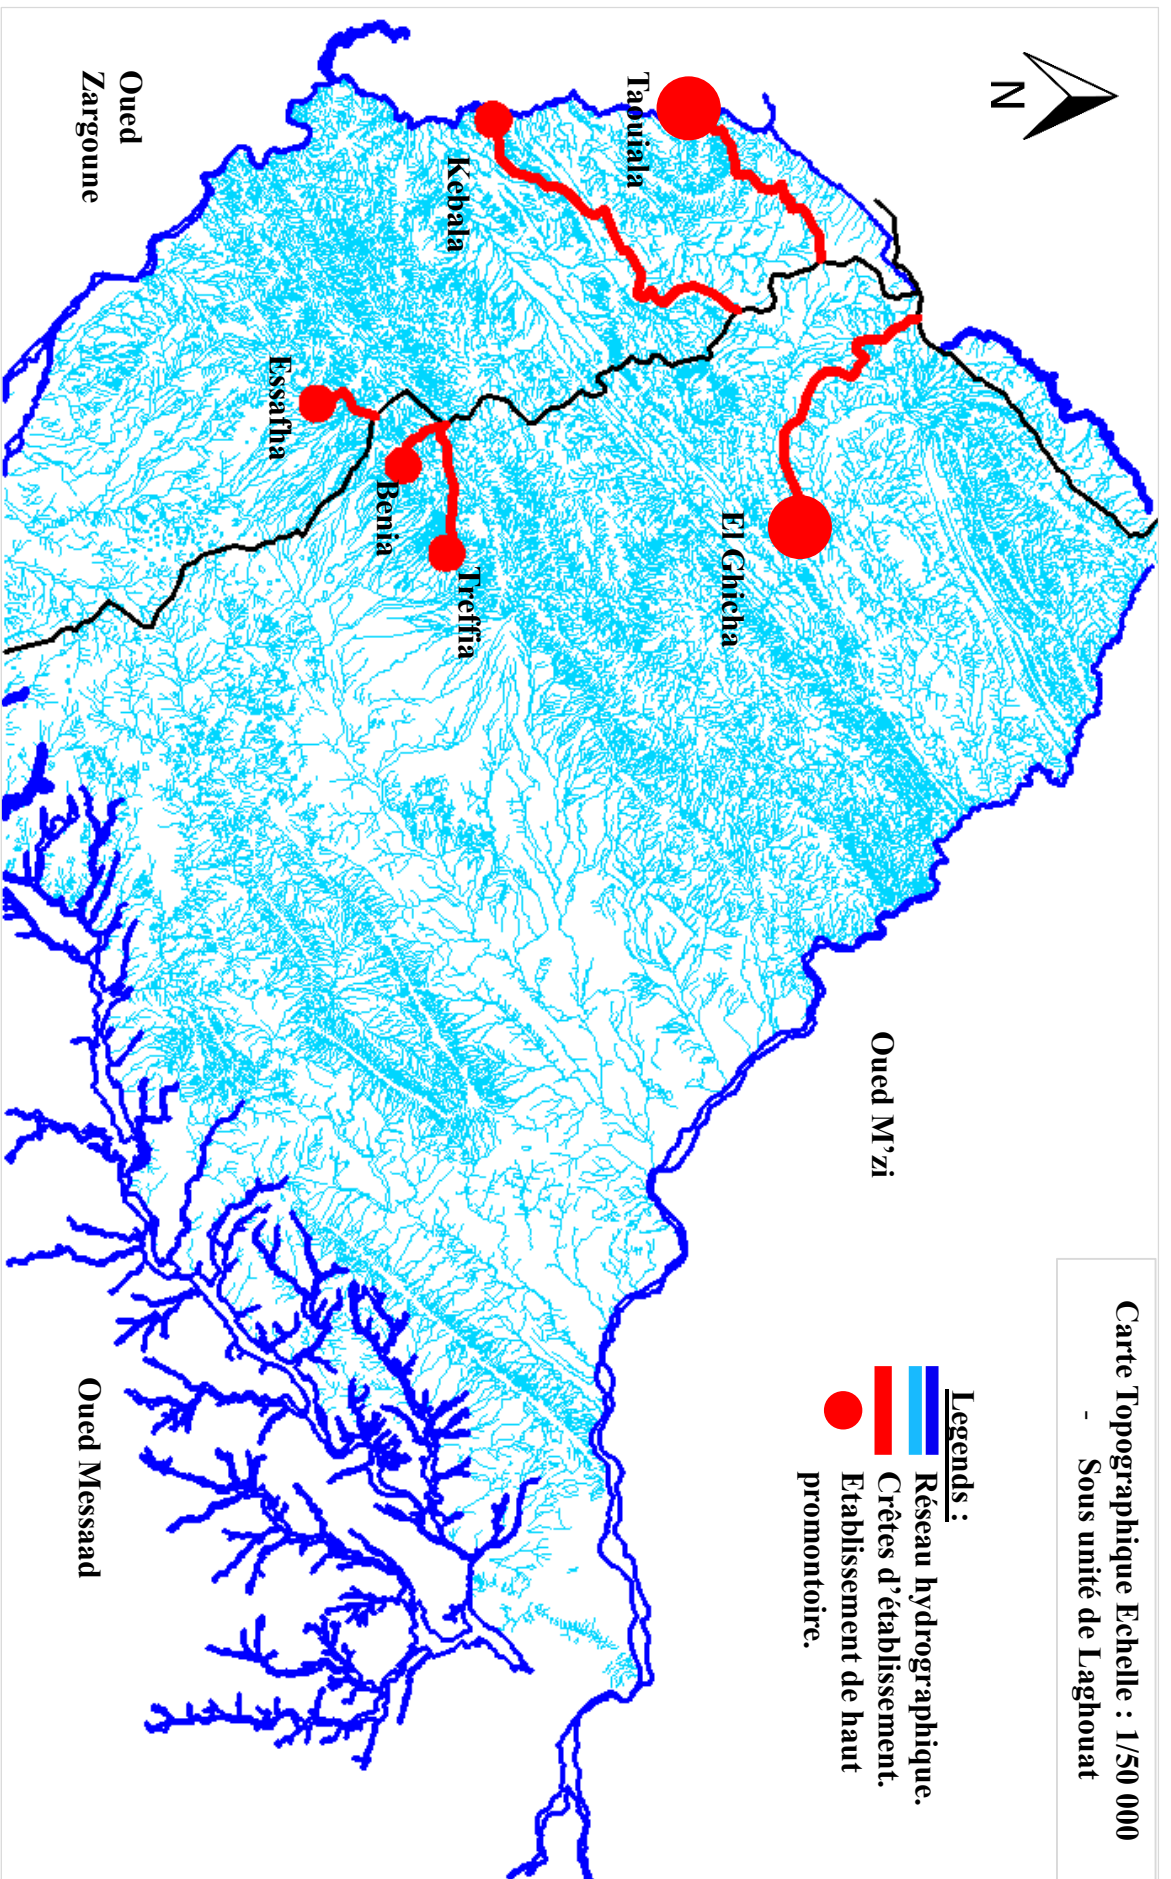 Carte Topographique Echelle : 1/50 000
- Sous unité de Laghouat
Legends :
Réseau hydrographique.
Crêtes d'établissement.
Etablissement de haut
promontoire.
N
Oued M'zi
El Ghicha
Taouiala
Kebala
Treffia
Benia
Essafha
Oued
Zargoune
Oued Messaad